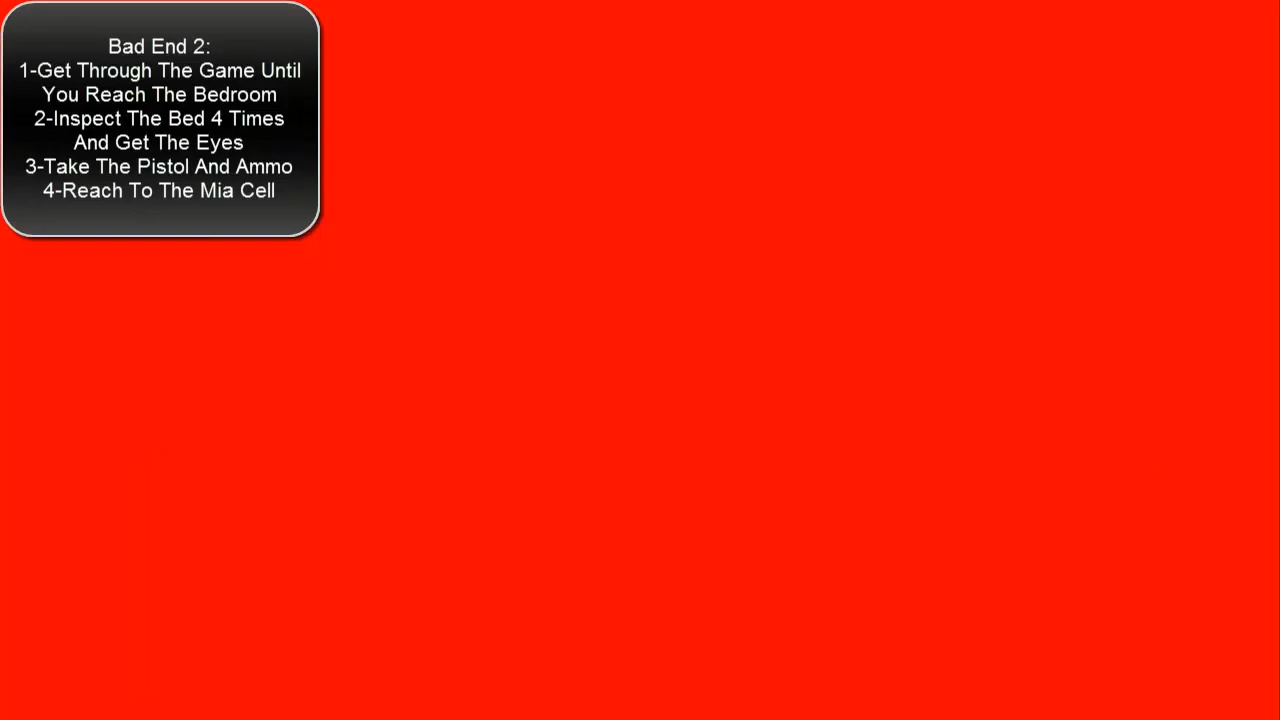 Bad End 2:
1-Get Through The Game Until
You Reach The Bedroom
2-Inspect The Bed 4 Times
And Get The Eyes
3-Take The Pistol And Ammo
4-Reach To The Mia Cell